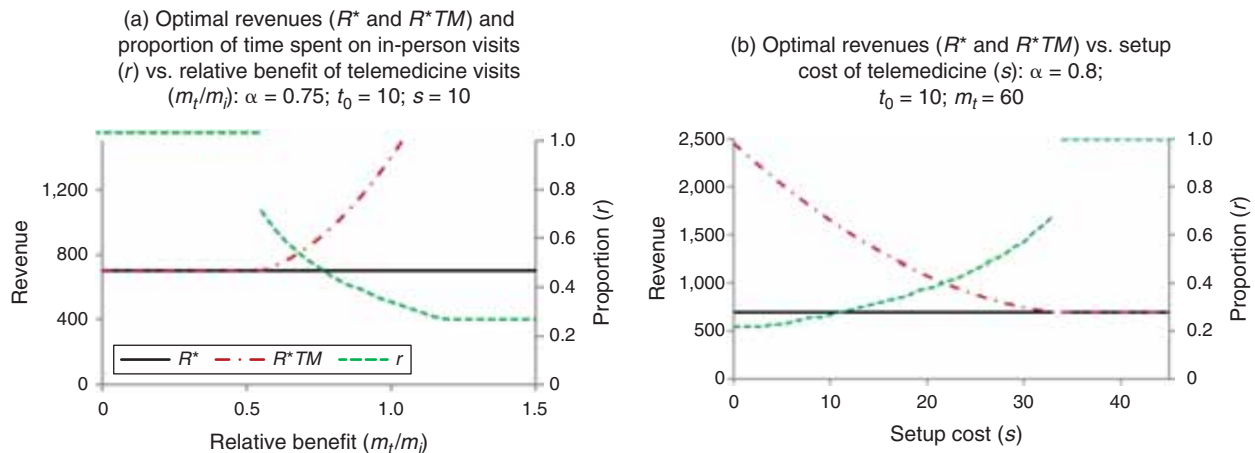 (a) Optimal revenues (R* and R*TM) and
proportion of time spent on in-person visits
(r) vs. relative benefit of telemedicine visits
(mt/mi): α = 0.75; t0 = 10; s = 10
1.0
1,200
0.8
800
0.6
0.4
400
0.2
0
0
Revenue
Proportion (r)
R* R*TM r
0 0.5 1.0 1.5
Relative benefit (mt/mi)
(b) Optimal revenues (R* and R*TM) vs. setup
cost of telemedicine (s): α = 0.8;
t0 = 10; mt = 60
2,500
1.0
2,000
0.8
1,500
0.6
1,000
0.4
500
0.2
0
0
Revenue
Proportion (r)
0 10 20 30 40
Setup cost (s)